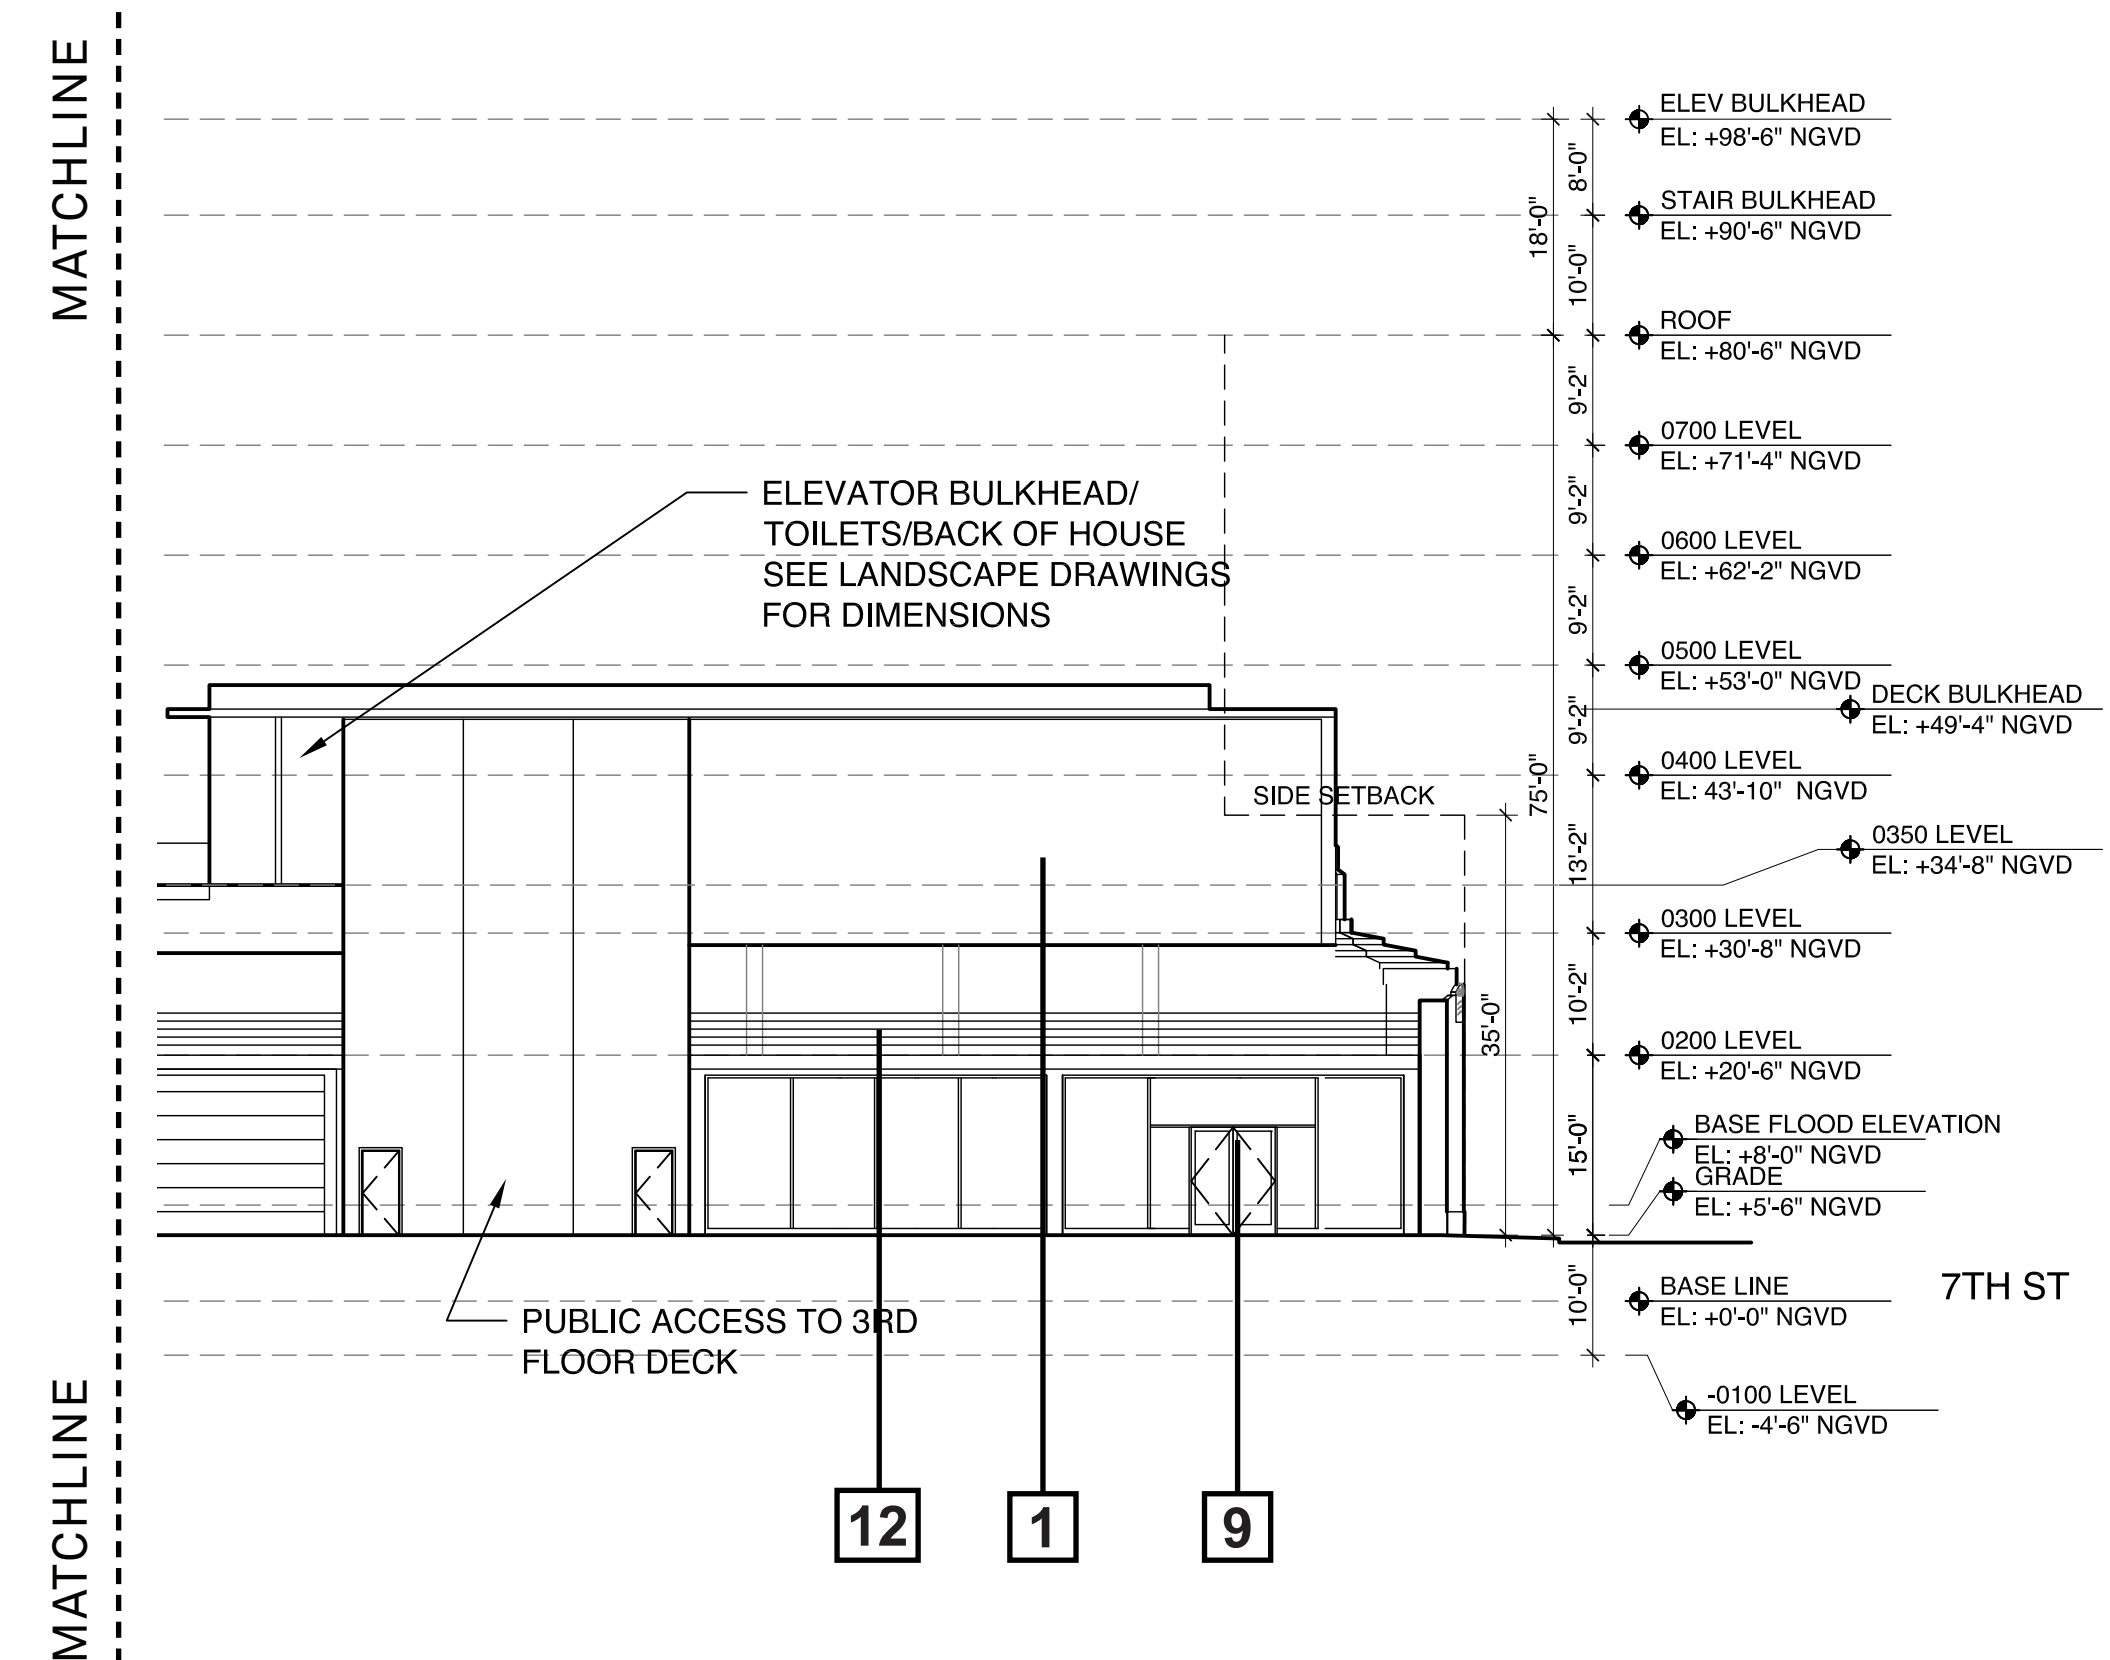 MATCHLINE
ELEV BULKHEAD
EL: +98'-6" NGVD
8'-0"
STAIR BULKHEAD
EL: +90'-6" NGVD
18'-0"
10'-0"
ROOF
EL: +80'-6" NGVD
9'-2"
0700 LEVEL
EL: +71'-4" NGVD
ELEVATOR BULKHEAD/
TOILETS/BACK OF HOUSE
SEE LANDSCAPE DRAWINGS
FOR DIMENSIONS
9'-2"
0600 LEVEL
EL: +62'-2" NGVD
9'-2"
0500 LEVEL
EL: +53'-0" NGVD
DECK BULKHEAD
EL: +49'-4" NGVD
9'-2"
0400 LEVEL
EL: 43'-10" NGVD
75'-0"
SIDE SETBACK
0350 LEVEL
EL: +34'-8" NGVD
13'-2"
0300 LEVEL
EL: +30'-8" NGVD
10'-2"
35'-0"
0200 LEVEL
EL: +20'-6" NGVD
15'-0"
BASE FLOOD ELEVATION
EL: +8'-0" NGVD
GRADE
EL: +5'-6" NGVD
10'-0"
BASE LINE
EL: +0'-0" NGVD
7TH ST
PUBLIC ACCESS TO 3RD
FLOOR DECK
-0100 LEVEL
EL: -4'-6" NGVD
MATCHLINE
12
1
9